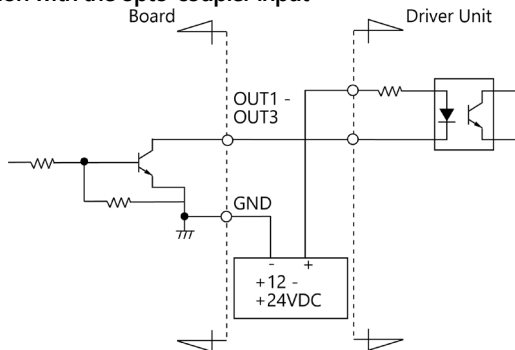 Board
Driver Unit
OUT1 -
OUT3
GND
- +
+12 -
+24VDC